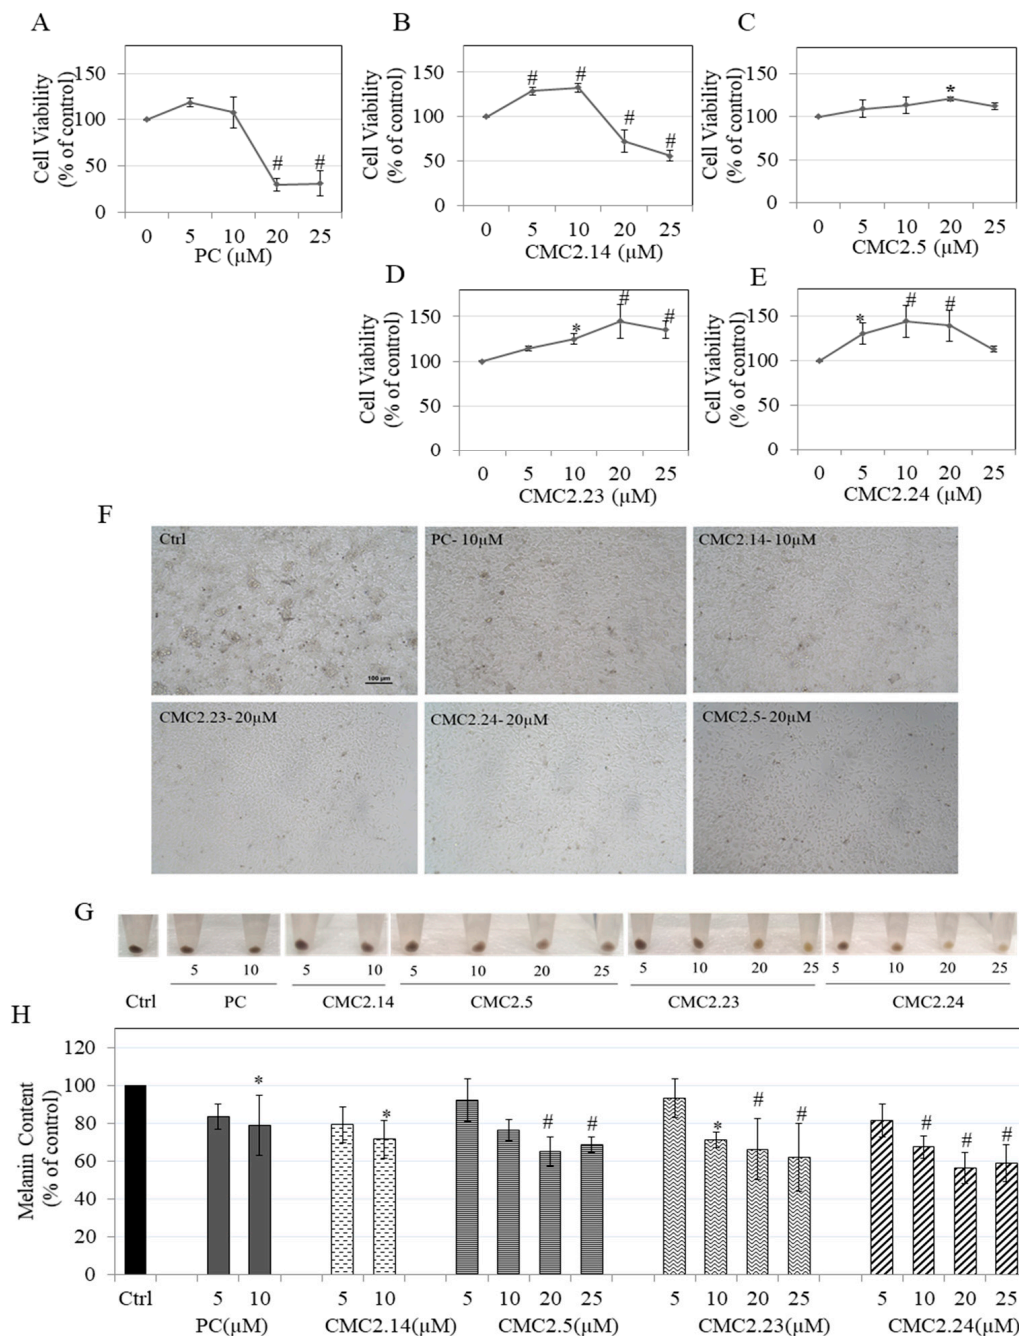 A
B
C
Cell Viability
(% of control)
150
100
50
0
#
#
0 5 10 20 25
PC (µM)
Cell Viability
(% of control)
150
100
50
0
#
#
#
#
0 5 10 20 25
CMC2.14 (µM)
Cell Viability
(% of control)
150
100
50
0
*
0 5 10 20 25
CMC2.5 (µM)
D
E
Cell Viability
(% of control)
150
100
50
0
*
#
#
0 5 10 20 25
CMC2.23 (µM)
Cell Viability
(% of control)
150
100
50
0
*
#
#
0 5 10 20 25
CMC2.24 (µM)
F
Ctrl
100 µm
PC- 10µM
CMC2.14- 10µM
CMC2.23- 20µM
CMC2.24- 20µM
CMC2.5- 20µM
G
5 10 5 10 5 10 20 25 5 10 20 25 5 10 20 25
Ctrl PC CMC2.14 CMC2.5 CMC2.23 CMC2.24
H
Melanin Content
(% of control)
120
100
80
60
40
20
0
* * # # * # # # # #
Ctrl 5 10 5 10 5 10 20 25 5 10 20 25 5 10 20 25
PC(µM) CMC2.14(µM) CMC2.5(µM) CMC2.23(µM) CMC2.24(µM)